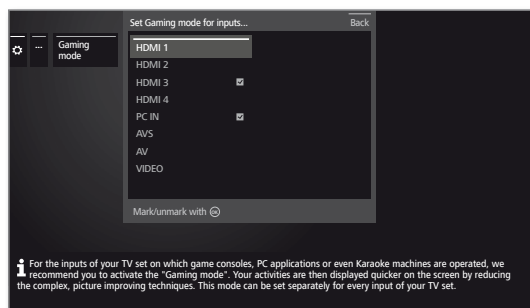 Set Gaming mode for inputs... Back
... Gaming
mode
HDMI 1
HDMI 2
HDMI 3
HDMI 4
PC IN
AVS
AV
VIDEO
Mark/unmark with OK
For the inputs of your TV set on which game consoles, PC applications or even Karaoke machines are operated, we
recommend you to activate the "Gaming mode". Your activities are then displayed quicker on the screen by reducing
the complex, picture improving techniques. This mode can be set separately for every input of your TV set.